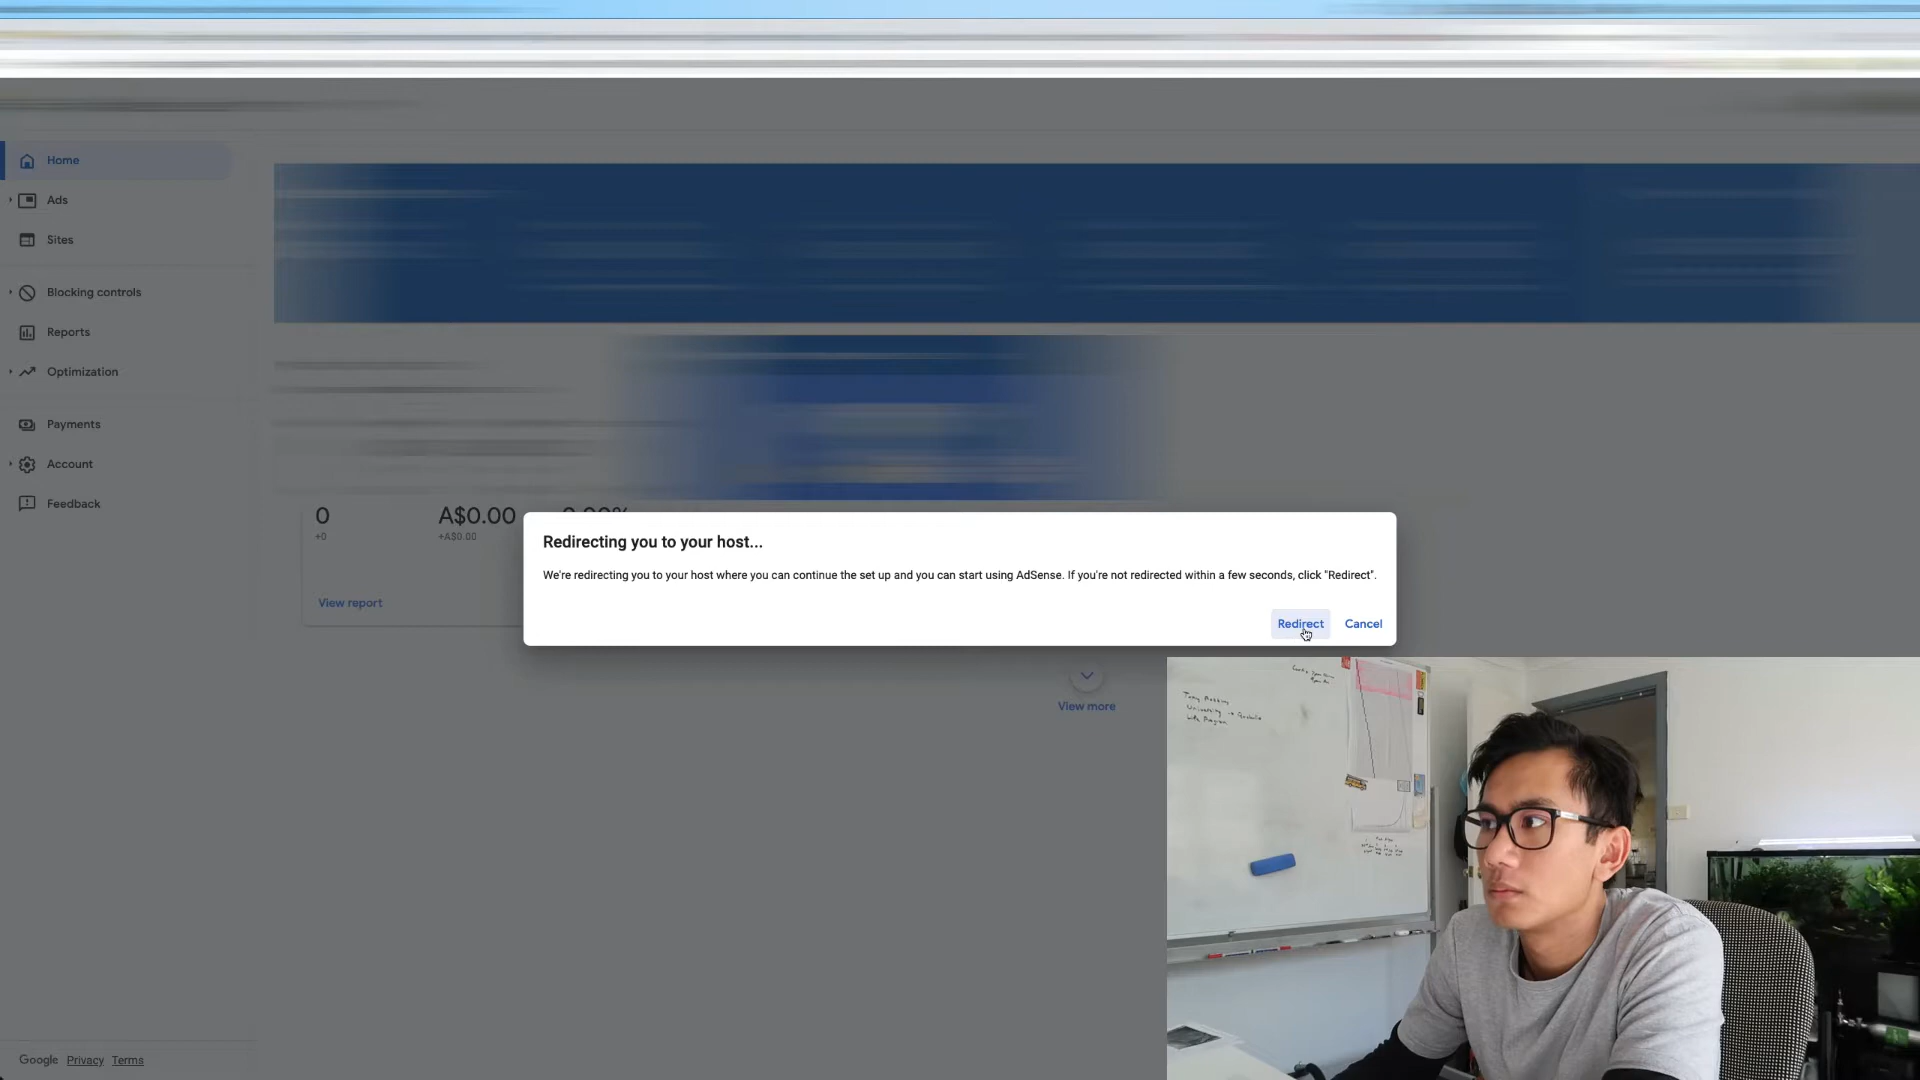 Home
Ads
Sites
Blocking controls
Reports
Optimization
Payments
Account
Feedback
0
A$0.00
+0
+A$0.00
View report
Redirecting you to your host...
We're redirecting you to your host where you can continue the set up and you can start using AdSense. If you're not redirected within a few seconds, click "Redirect".
Redirect
Cancel
View more
Google
Privacy
Terms